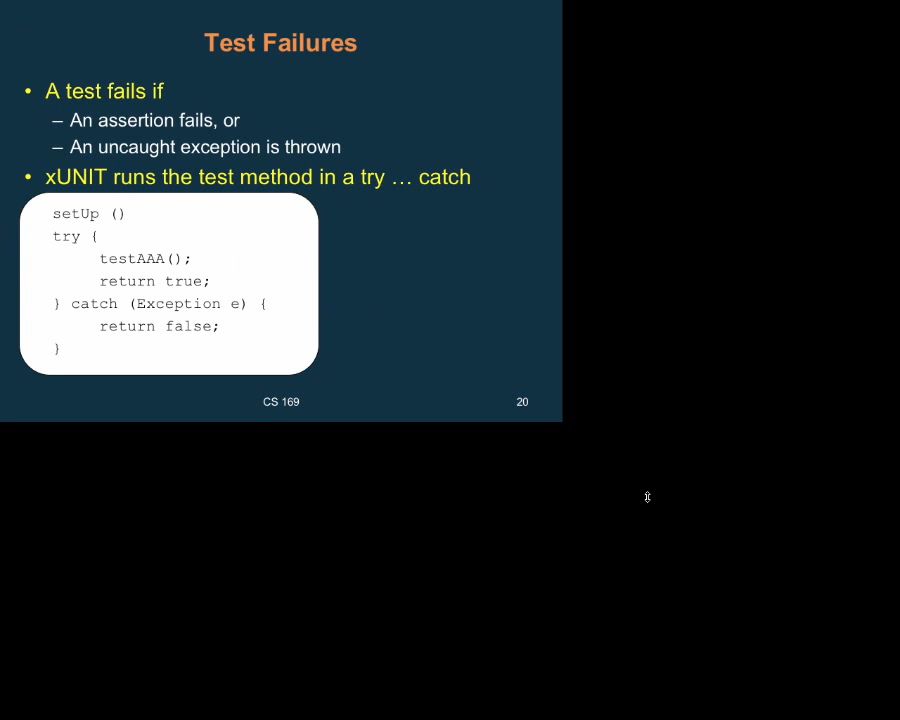 Test Failures
• A test fails if
– An assertion fails, or
– An uncaught exception is thrown
• xUNIT runs the test method in a try … catch
setUp ()
try {
testAAA();
return true;
} catch (Exception e) {
return false;
}
CS 169
20